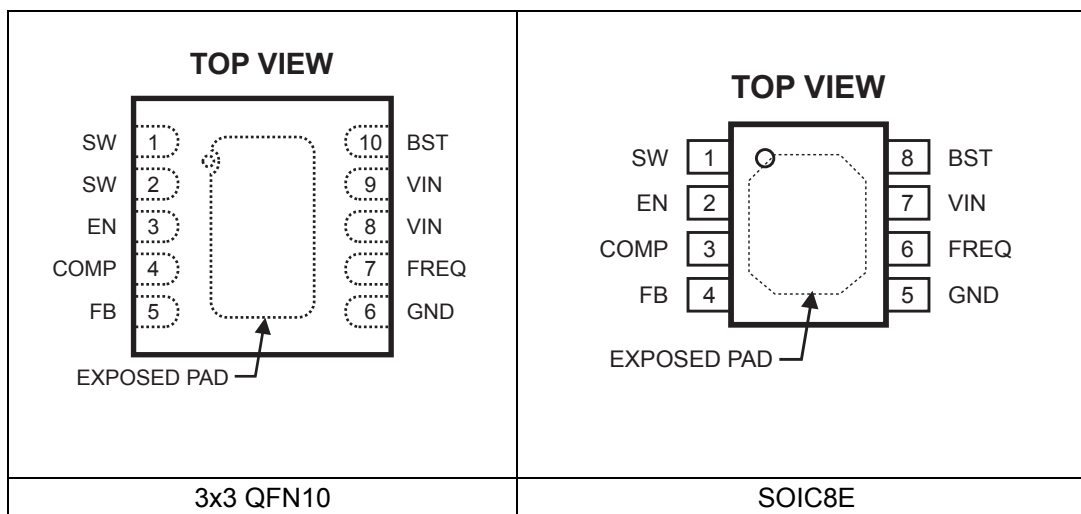 TOP VIEW
SW 1 10 BST
SW 2 9 VIN
EN 3 8 VIN
COMP 4 7 FREQ
FB 5 6 GND
EXPOSED PAD
3x3 QFN10
TOP VIEW
SW 1 8 BST
EN 2 7 VIN
COMP 3 6 FREQ
FB 4 5 GND
EXPOSED PAD
SOIC8E